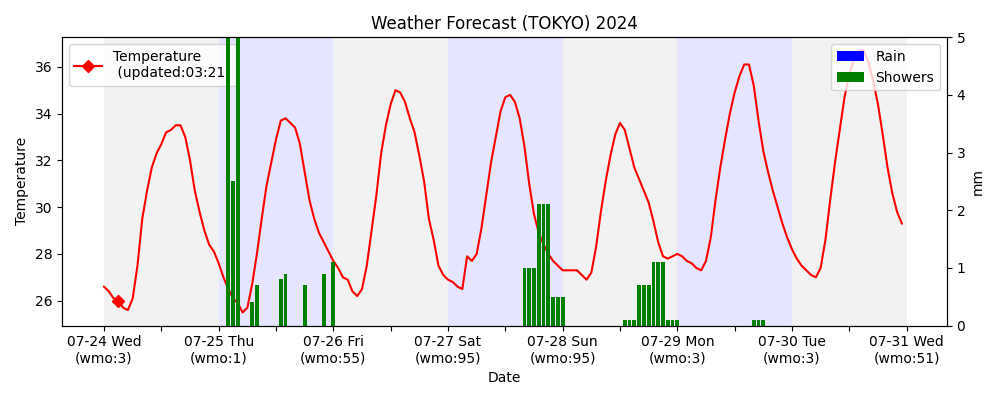 Weather Forecast (TOKYO) 2024
Temperature
(updated:03:21
Rain
Showers
36
34
32
30
28
26
Temperature
5
4
3
2
1
0
mm
07-24 Wed
(wmo:3)
07-25 Thu
(wmo:1)
07-26 Fri
(wmo:55)
07-27 Sat
(wmo:95)
07-28 Sun
(wmo:95)
07-29 Mon
(wmo:3)
07-30 Tue
(wmo:3)
07-31 Wed
(wmo:51)
Date